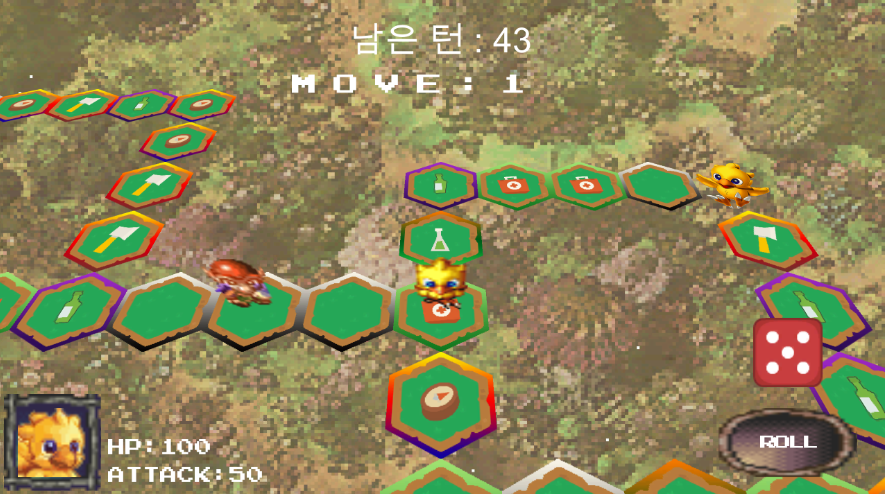 남은 턴 : 43
MOVE: 1
HP:100
ATTACK:50
ROLL